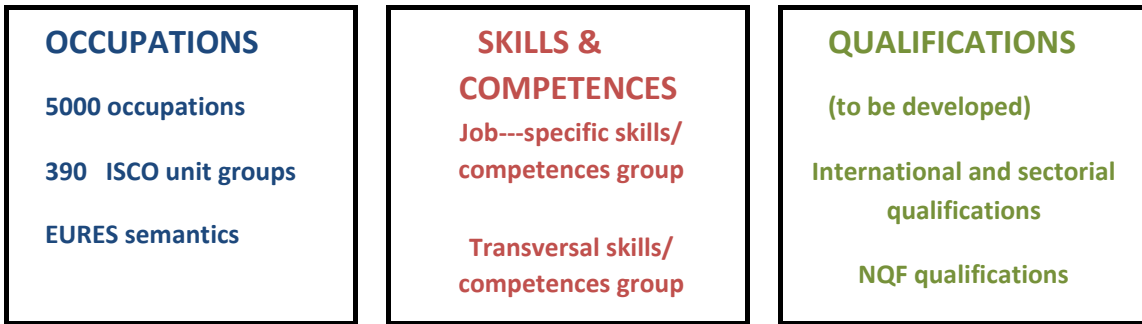 OCCUPATIONS
5000 occupations
390 ISCO unit groups
EURES semantics
SKILLS &
COMPETENCES
Job---specific skills/
competences group
Transversal skills/
competences group
QUALIFICATIONS
(to be developed)
International and sectorial
qualifications
NQF qualifications